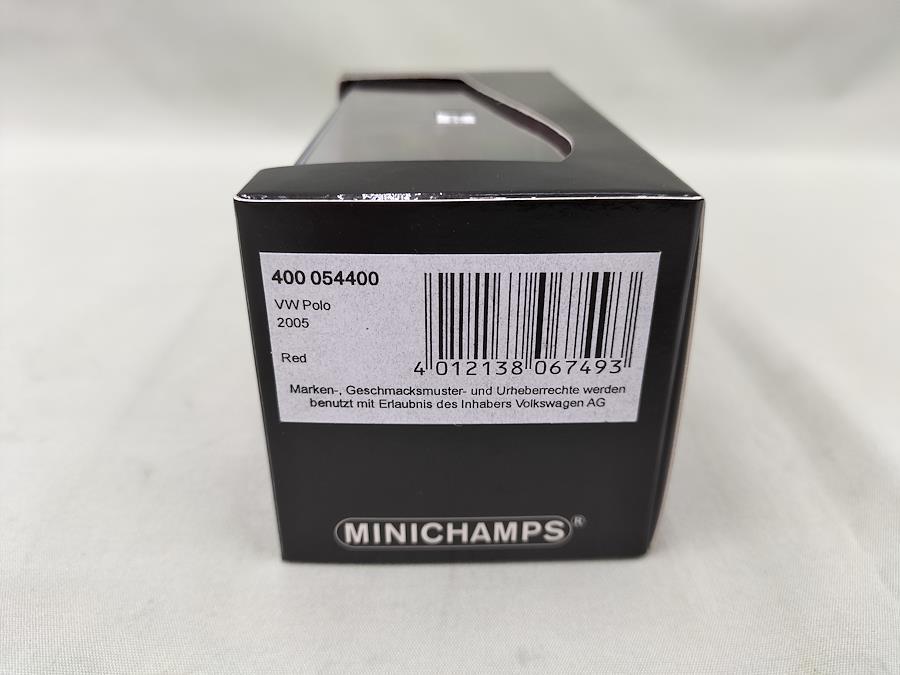 400 054400
VW Polo
2005
Red
4 012138 067493
Marken-, Geschmacksmuster- und Urheberrechte werden
benutzt mit Erlaubnis des Inhabers Volkswagen AG
MINICHAMPS®